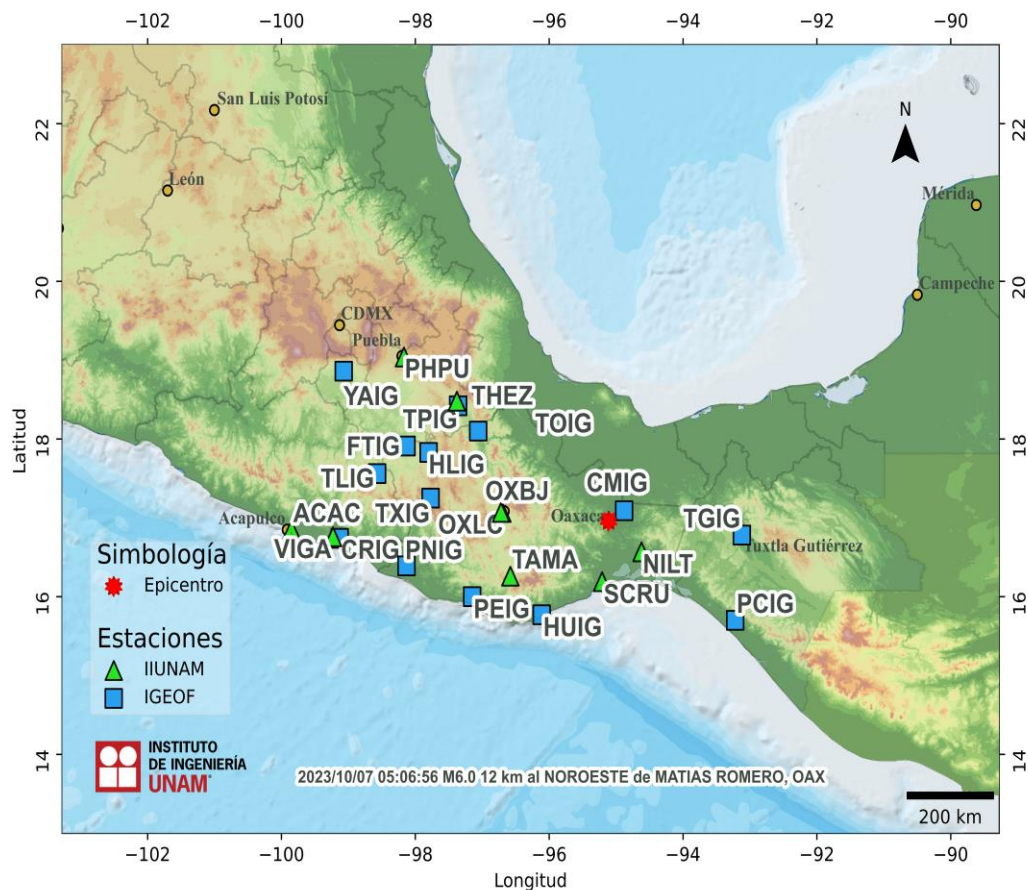 −102
−100
−98
−96
−94
−92
−90
22
20
18
16
14
22
20
18
16
14
Latitud
San Luis Potosí
León
N
Mérida
Campeche
CDMX
Puebla
PHPU
YAIG
THEZ
TPIG
TOIG
FTIG
HLIG
TLIG
CMIG
OXBJ
TXIG
OXLC
Oaxaca
TGIG
Tuxtla Gutiérrez
Acapulco
ACAC
VIGA
CRIG
PNIG
TAMA
NILT
SCRU
PEIG
HUIG
PCIG
Simbología
Epicentro
Estaciones
IIUNAM
IGEOF
INSTITUTO
DE INGENIERÍA
UNAM
2023/10/07 05:06:56 M6.0 12 km al NOROESTE de MATIAS ROMERO, OAX
200 km
−102
−100
−98
−96
−94
−92
−90
Longitud